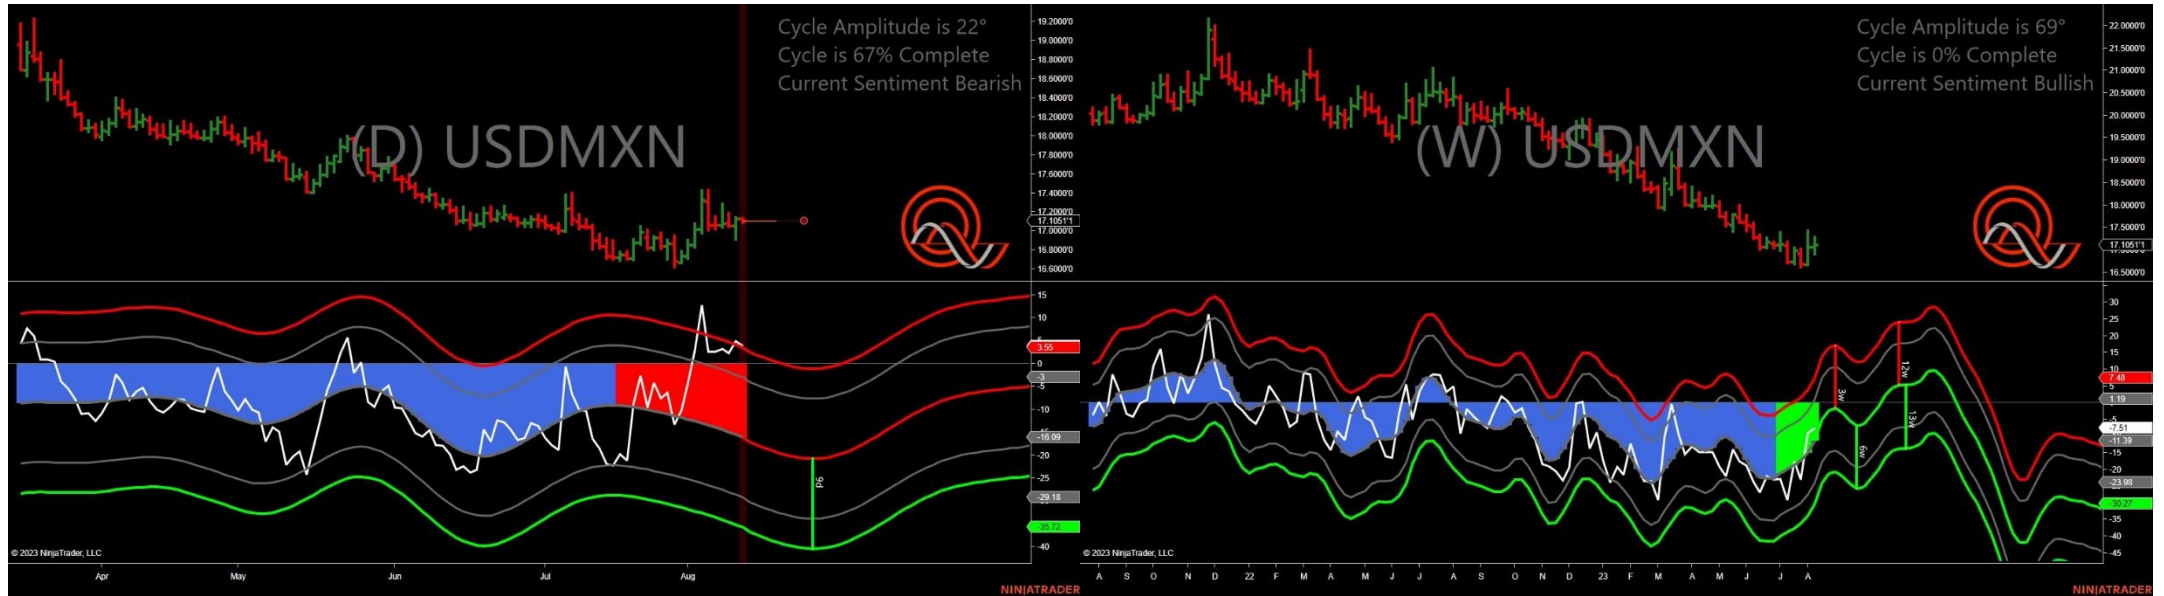 Cycle Amplitude is 22°
Cycle is 67% Complete
Current Sentiment Bearish
(D) USDMXN
19.2000'0
19.0000'0
18.8000'0
18.6000'0
18.4000'0
18.2000'0
18.0000'0
17.8000'0
17.6000'0
17.4000'0
17.2000'0
17.1051'1
17.0000'0
16.8000'0
16.6000'0
15
10
3.55
0
-3
-5
-10
-16.09
-20
-25
-29.18
-35.72
-40
9d
© 2023 NinjaTrader, LLC
Apr
May
Jun
Jul
Aug
NINJATRADER
Cycle Amplitude is 69°
Cycle is 0% Complete
Current Sentiment Bullish
(W) USDMXN
22.0000'0
21.5000'0
21.0000'0
20.5000'0
20.0000'0
19.5000'0
19.0000'0
18.5000'0
18.0000'0
17.5000'0
17.1051'1
16.5000'0
30
25
20
15
10
7.48
5
1.19
-5
-7.51
-11.39
-15
-20
-23.98
-30.27
-35
-40
-45
3w
6w
12w
13w
© 2023 NinjaTrader, LLC
A S O N D 22 F M A M J J A S O N D 23 F M A M J J A
NINJATRADER